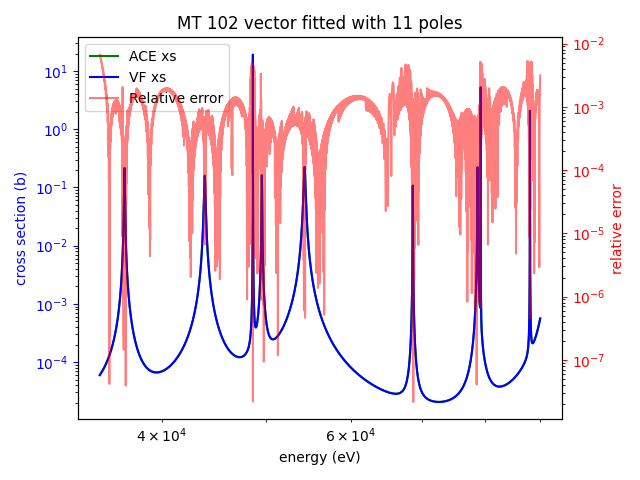 MT 102 vector fitted with 11 poles
ACE xs
VF xs
Relative error
cross section (b)
10¹
10⁰
10⁻¹
10⁻²
10⁻³
10⁻⁴
relative error
10⁻²
10⁻³
10⁻⁴
10⁻⁵
10⁻⁶
10⁻⁷
4 × 10⁴
6 × 10⁴
energy (eV)